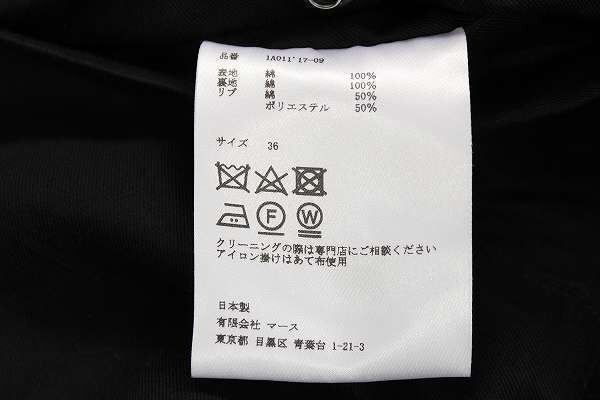 品番 1A011'17-09
表地 綿 100%
裏地 綿 100%
リブ 綿 50%
ポリエステル 50%
サイズ 36
F W
クリーニングの際は専門店にご相談ください
アイロン掛けはあて布使用
日本製
有限会社 マース
東京都 目黒区 青葉台 1-21-3